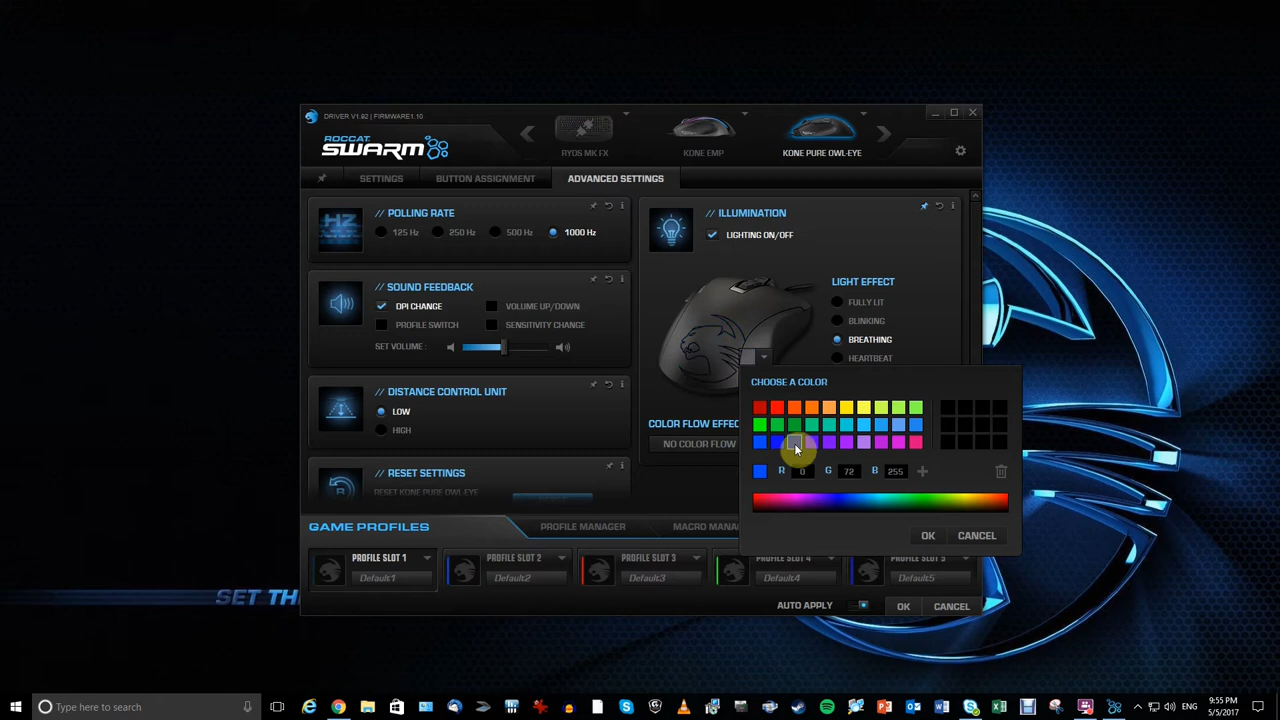 DRIVER V1.92 | FIRMWARE1.10
ROCCAT
SWARM
RYOS MK FX
KONE EMP
KONE PURE OWL-EYE
SETTINGS
BUTTON ASSIGNMENT
ADVANCED SETTINGS
// POLLING RATE
125 Hz
250 Hz
500 Hz
1000 Hz
HZ
// SOUND FEEDBACK
DPI CHANGE
VOLUME UP/DOWN
PROFILE SWITCH
SENSITIVITY CHANGE
SET VOLUME :
// DISTANCE CONTROL UNIT
LOW
HIGH
// RESET SETTINGS
RESET KONE PURE OWL-EYE
// ILLUMINATION
LIGHTING ON/OFF
LIGHT EFFECT
FULLY LIT
BLINKING
BREATHING
HEARTBEAT
COLOR FLOW EFFEC
NO COLOR FLOW
CHOOSE A COLOR
R 0 G 72 B 255
OK CANCEL
GAME PROFILES
PROFILE MANAGER
MACRO MANA
PROFILE SLOT 1
Default1
PROFILE SLOT 2
Default2
PROFILE SLOT 3
Default3
PROFILE SLOT 4
Default4
PROFILE SLOT 5
Default5
AUTO APPLY
OK CANCEL
SET TH
Type here to search
9:55 PM
5/5/2017
ENG